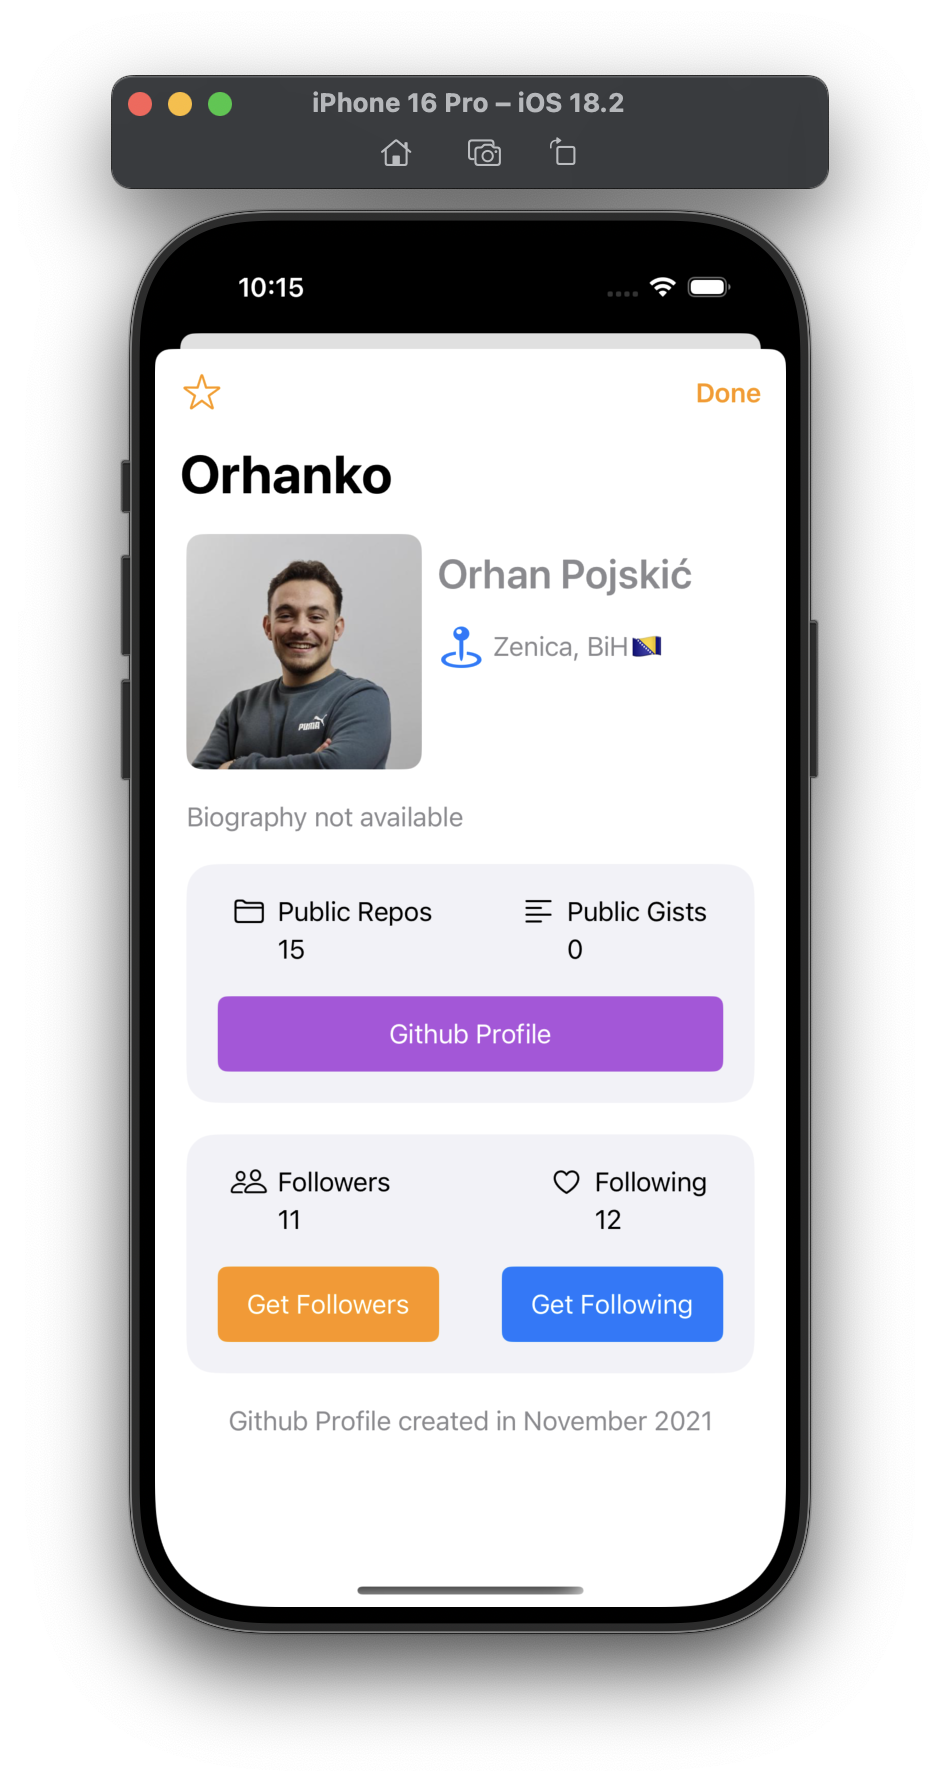 iPhone 16 Pro – iOS 18.2
10:15
Done
Orhanko
Orhan Pojskić
Zenica, BiH🇧🇦
PUMA
Biography not available
Public Repos
15
Public Gists
0
Github Profile
Followers
11
Following
12
Get Followers
Get Following
Github Profile created in November 2021